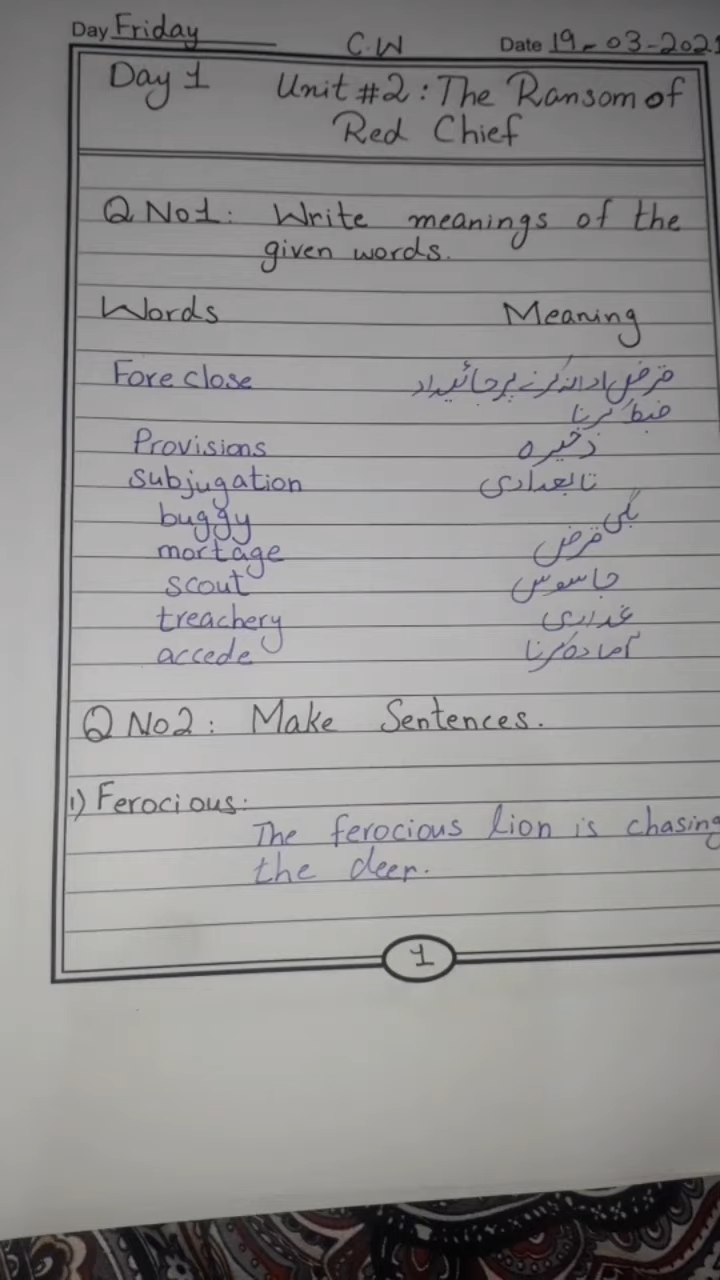 Day Friday C.W Date 19-03-2021
Day 1 Unit #2: The Ransom of
Red Chief
Q No1: Write meanings of the
given words.
Words Meaning
Fore close قرض ادا نہ کرنے پر جائیداد
ضبط کرنا
Provisions ذخیرہ
subjugation تابعداری
buggy بگی
mortage قرض
scout جاسوس
treachery غداری
accede آمادہ کرنا
Q No2: Make Sentences.
1) Ferocious:
The ferocious lion is chasing
the deer.
1